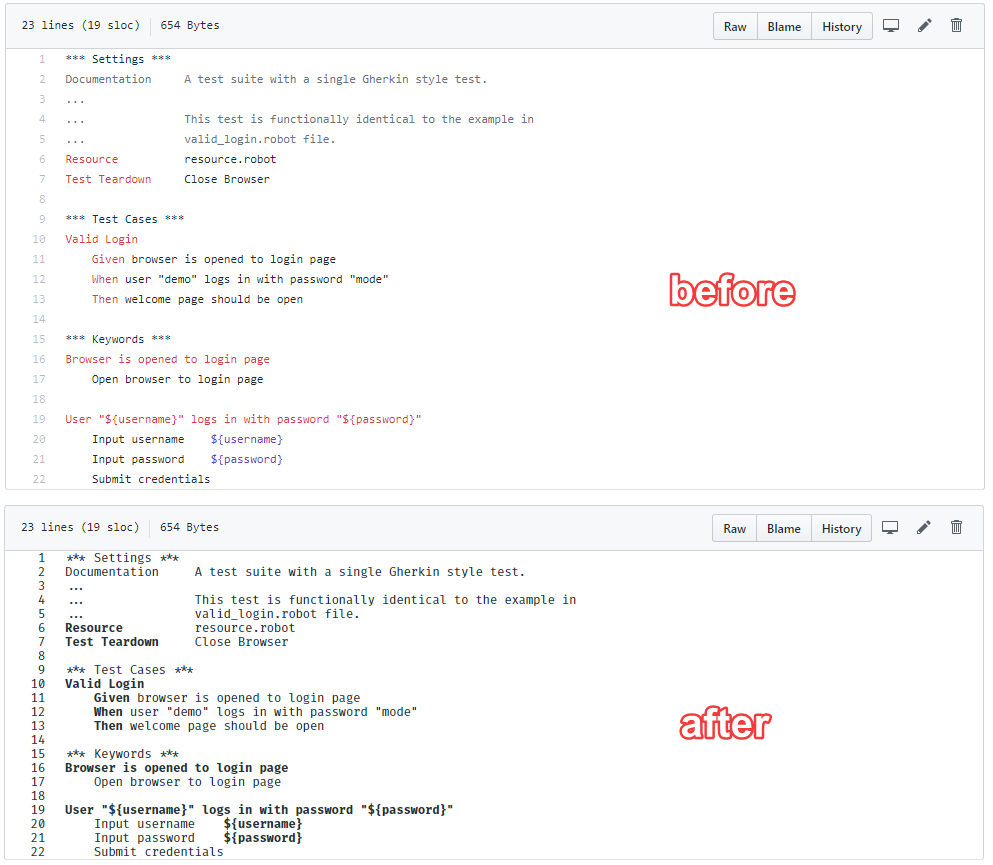 23 lines (19 sloc) 654 Bytes Raw Blame History
1 *** Settings ***
2 Documentation A test suite with a single Gherkin style test.
3 ...
4 ... This test is functionally identical to the example in
5 ... valid_login.robot file.
6 Resource resource.robot
7 Test Teardown Close Browser
8
9 *** Test Cases ***
10 Valid Login
11 Given browser is opened to login page
12 When user "demo" logs in with password "mode"
13 Then welcome page should be open
before
14
15 *** Keywords ***
16 Browser is opened to login page
17 Open browser to login page
18
19 User "${username}" logs in with password "${password}"
20 Input username ${username}
21 Input password ${password}
22 Submit credentials
23 lines (19 sloc) 654 Bytes Raw Blame History
1 *** Settings ***
2 Documentation A test suite with a single Gherkin style test.
3 ...
4 ... This test is functionally identical to the example in
5 ... valid_login.robot file.
6 Resource resource.robot
7 Test Teardown Close Browser
8
9 *** Test Cases ***
10 Valid Login
11 Given browser is opened to login page
12 When user "demo" logs in with password "mode"
13 Then welcome page should be open
after
14
15 *** Keywords ***
16 Browser is opened to login page
17 Open browser to login page
18
19 User "${username}" logs in with password "${password}"
20 Input username ${username}
21 Input password ${password}
22 Submit credentials